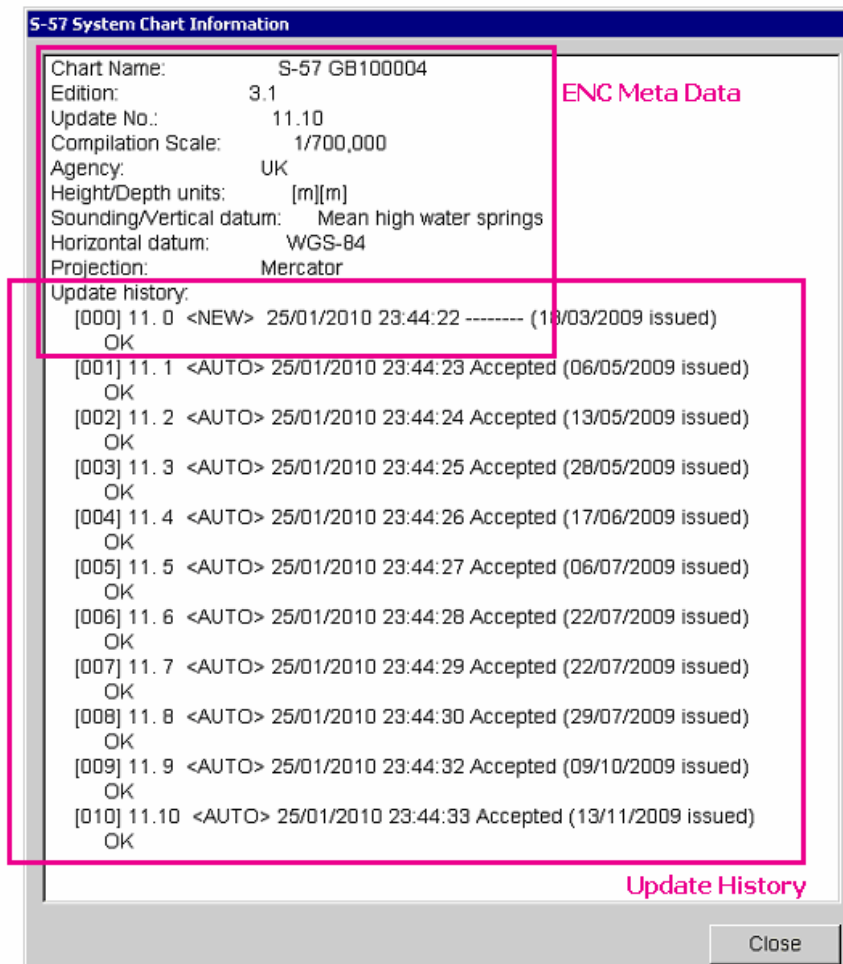 S-57 System Chart Information
Chart Name: S-57 GB100004
ENC Meta Data
Edition: 3.1
Update No.: 11.10
Compilation Scale: 1/700,000
Agency: UK
Height/Depth units: [m][m]
Sounding/Vertical datum: Mean high water springs
Horizontal datum: WGS-84
Projection: Mercator
Update history:
[000] 11. 0 <NEW> 25/01/2010 23:44:22 -------- (18/03/2009 issued)
OK
[001] 11. 1 <AUTO> 25/01/2010 23:44:23 Accepted (06/05/2009 issued)
OK
[002] 11. 2 <AUTO> 25/01/2010 23:44:24 Accepted (13/05/2009 issued)
OK
[003] 11. 3 <AUTO> 25/01/2010 23:44:25 Accepted (28/05/2009 issued)
OK
[004] 11. 4 <AUTO> 25/01/2010 23:44:26 Accepted (17/06/2009 issued)
OK
[005] 11. 5 <AUTO> 25/01/2010 23:44:27 Accepted (06/07/2009 issued)
OK
[006] 11. 6 <AUTO> 25/01/2010 23:44:28 Accepted (22/07/2009 issued)
OK
[007] 11. 7 <AUTO> 25/01/2010 23:44:29 Accepted (22/07/2009 issued)
OK
[008] 11. 8 <AUTO> 25/01/2010 23:44:30 Accepted (29/07/2009 issued)
OK
[009] 11. 9 <AUTO> 25/01/2010 23:44:32 Accepted (09/10/2009 issued)
OK
[010] 11.10 <AUTO> 25/01/2010 23:44:33 Accepted (13/11/2009 issued)
OK
Update History
Close